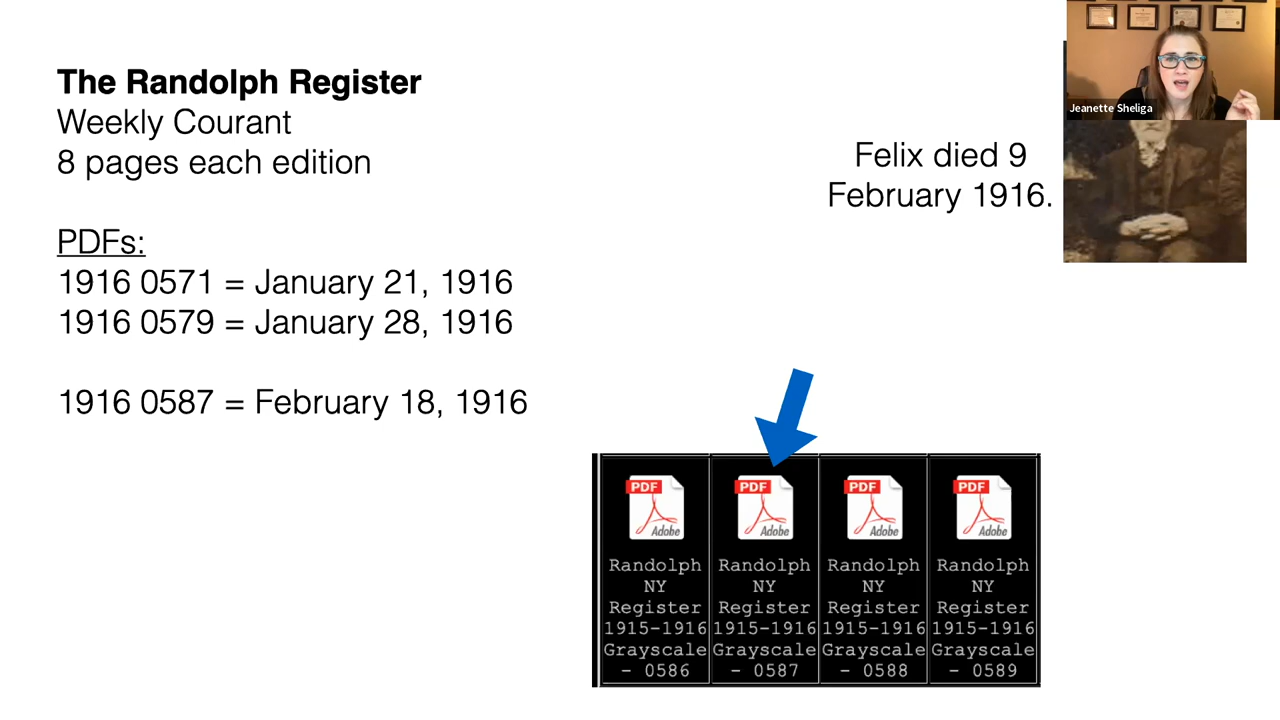 The Randolph Register
Weekly Courant
8 pages each edition
PDFs:
1916 0571 = January 21, 1916
1916 0579 = January 28, 1916
1916 0587 = February 18, 1916
Felix died 9
February 1916.
Jeanette Sheliga
PDF
Adobe
Randolph
NY
Register
1915-1916
Grayscale
- 0586
PDF
Adobe
Randolph
NY
Register
1915-1916
Grayscale
- 0587
PDF
Adobe
Randolph
NY
Register
1915-1916
Grayscale
- 0588
PDF
Adobe
Randolph
NY
Register
1915-1916
Grayscale
- 0589